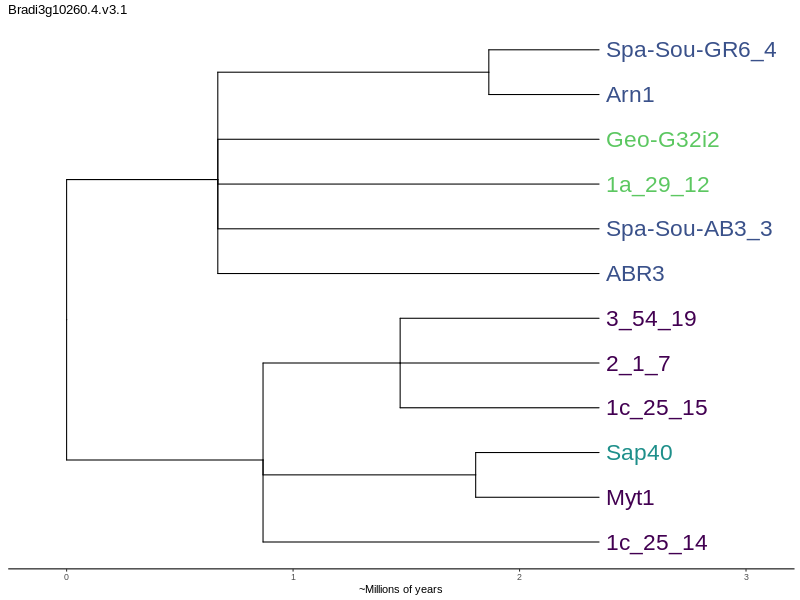 Bradi3g10260.4.v3.1
Spa-Sou-GR6_4
Arn1
Geo-G32i2
1a_29_12
Spa-Sou-AB3_3
ABR3
3_54_19
2_1_7
1c_25_15
Sap40
Myt1
1c_25_14
0 1 2 3
~Millions of years